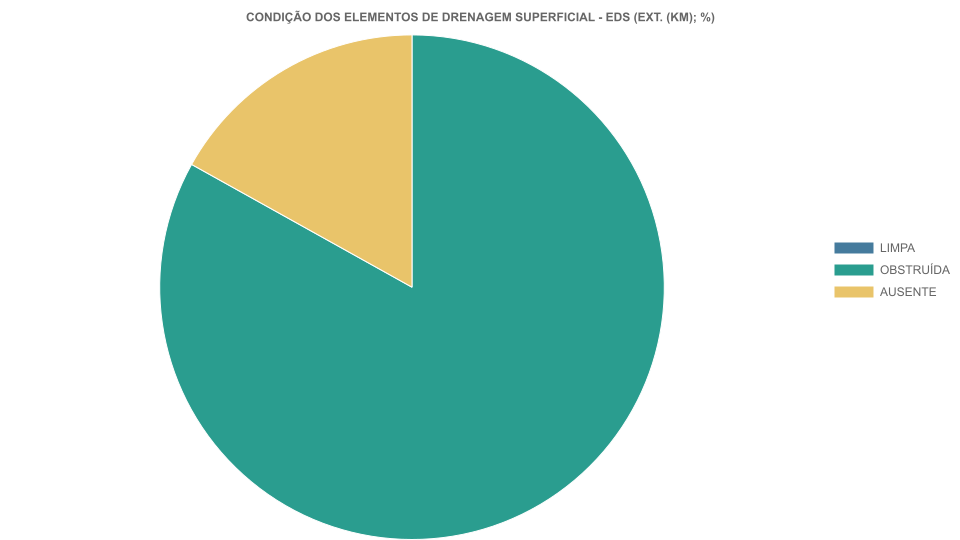 CONDIÇÃO DOS ELEMENTOS DE DRENAGEM SUPERFICIAL - EDS (EXT. (KM); %)
LIMPA
OBSTRUÍDA
AUSENTE